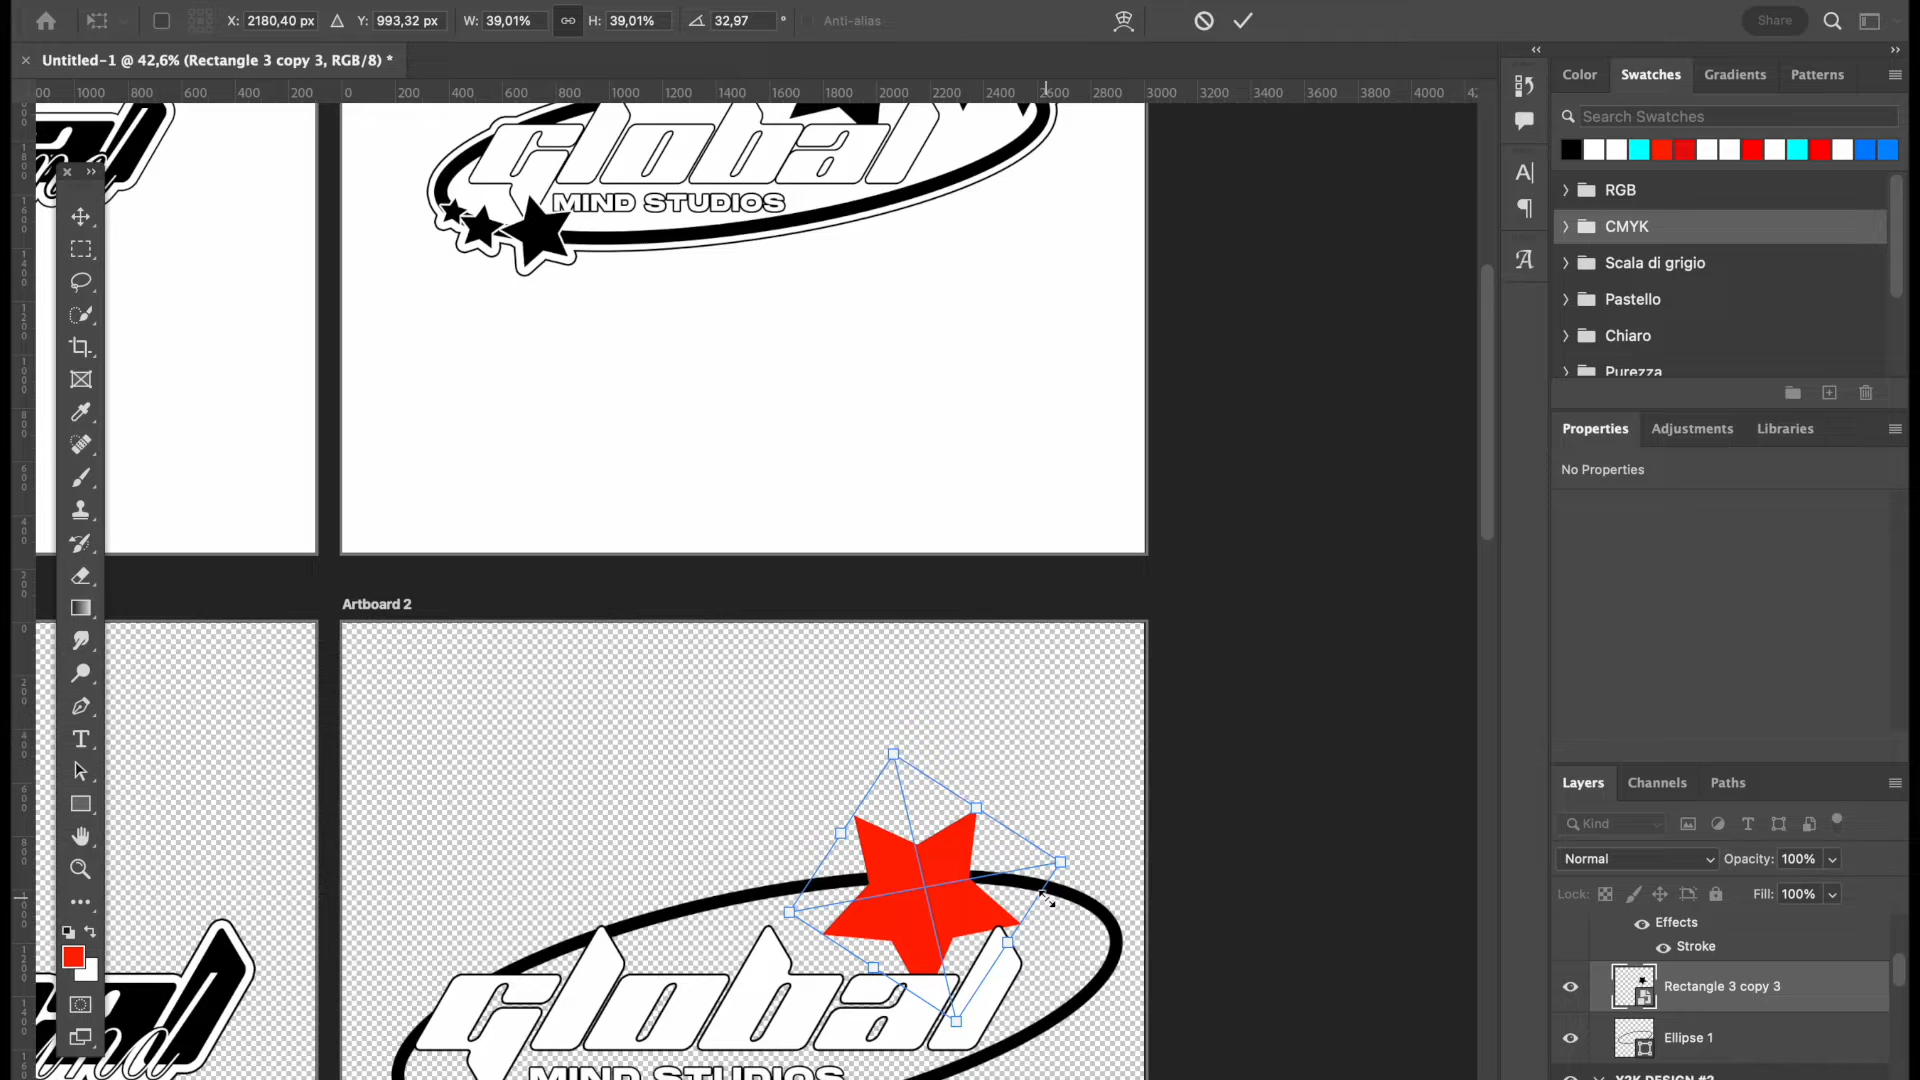 X: 2180,40 px Y: 993,32 px W: 39,01% H: 39,01% 32,97 ° Anti-alias Share
Untitled-1 @ 42,6% (Rectangle 3 copy 3, RGB/8) *
1000 800 600 400 200 0 200 400 600 800 1000 1200 1400 1600 1800 2000 2200 2400 2600 2800 3000 3200 3400 3600 3800 4000
Color Swatches Gradients Patterns
Search Swatches
RGB
CMYK
Scala di grigio
Pastello
Chiaro
Purezza
global
MIND STUDIOS
Properties Adjustments Libraries
No Properties
Artboard 2
global
MIND STUDIOS
Layers Channels Paths
Kind
Normal Opacity: 100%
Lock: Fill: 100%
Effects
Stroke
Rectangle 3 copy 3
Ellipse 1
Y2K DESIGN #2